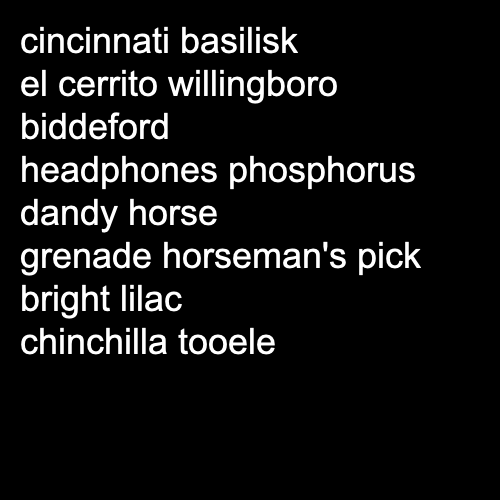 cincinnati basilisk
el cerrito willingboro
biddeford
headphones phosphorus
dandy horse
grenade horseman's pick
bright lilac
chinchilla tooele